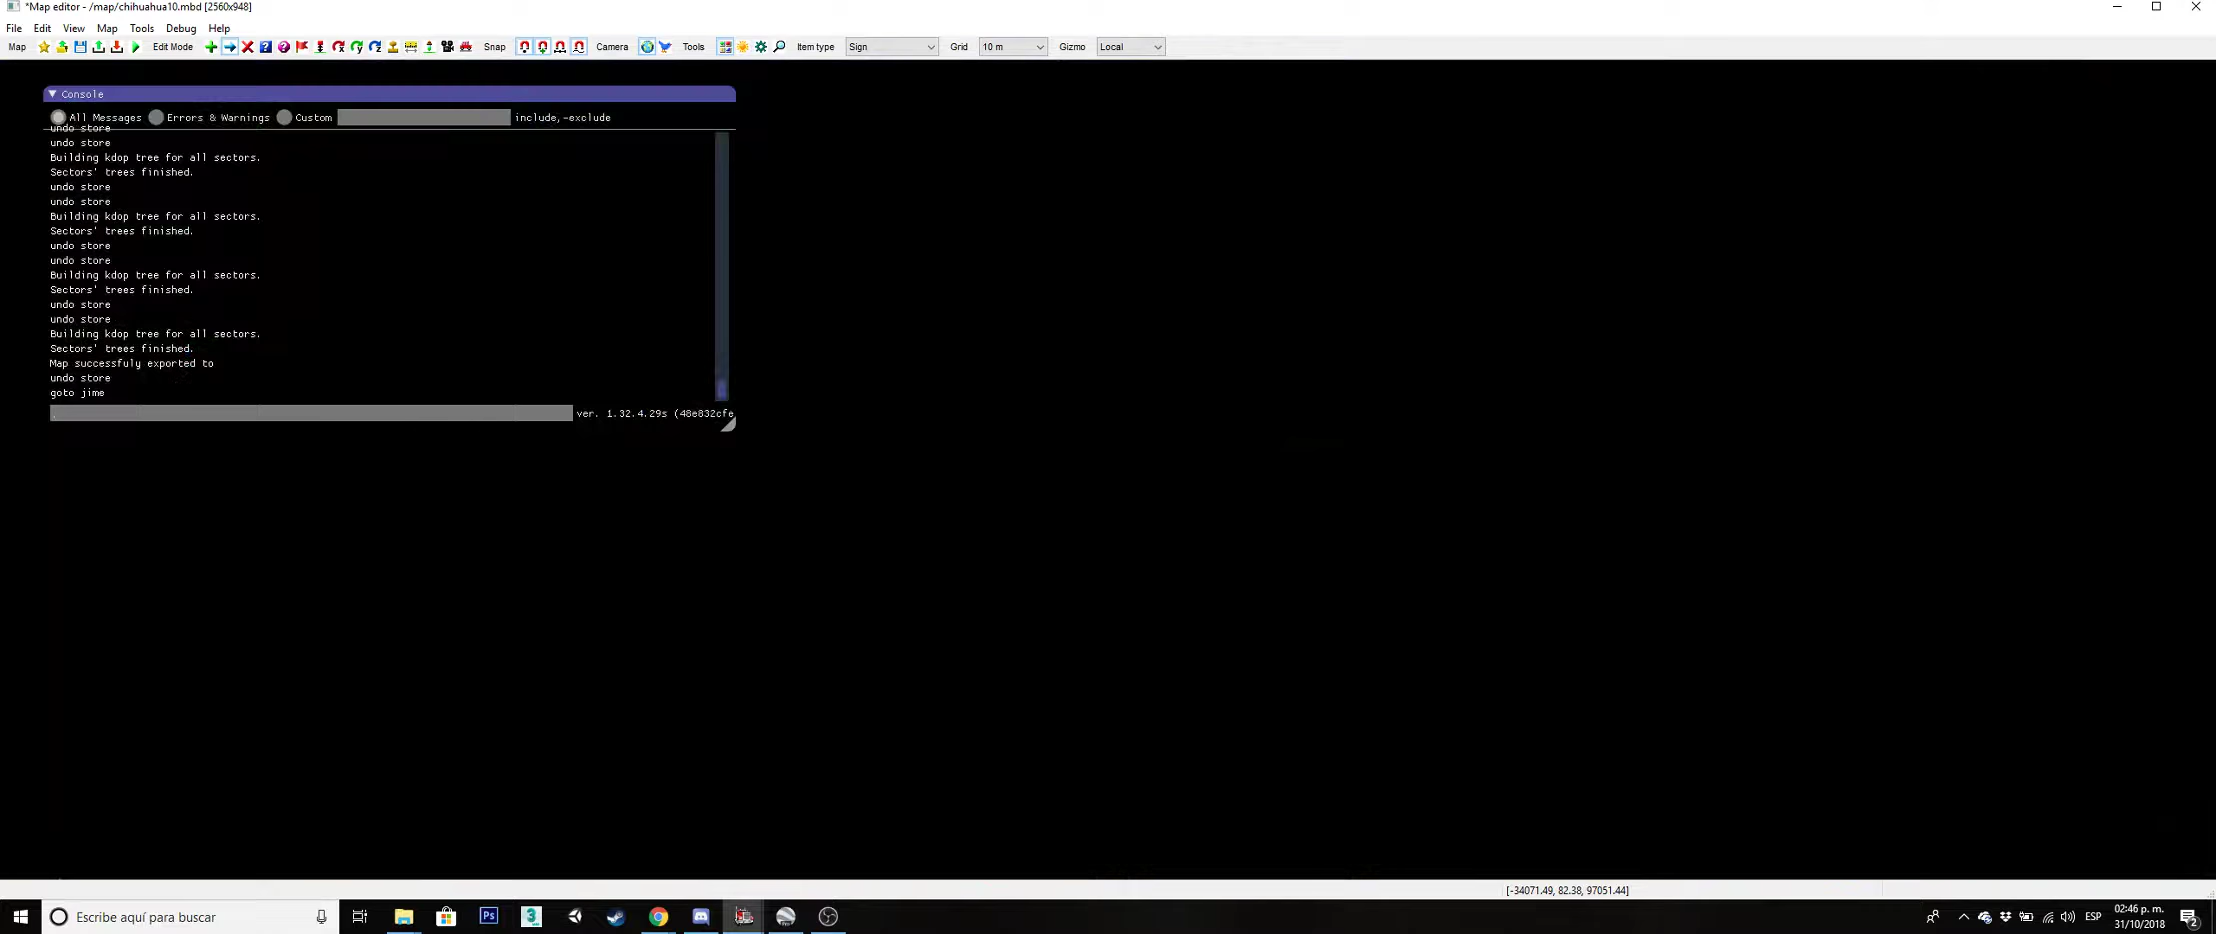 *Map editor - /map/chihuahua10.mbd [2560x948]
File Edit View Map Tools Debug Help
Map Edit Mode Snap Camera Tools Item type Sign Grid 10 m Gizmo Local
Console
All Messages Errors & Warnings Custom include,-exclude
undo store
undo store
Building kdop tree for all sectors.
Sectors' trees finished.
undo store
undo store
Building kdop tree for all sectors.
Sectors' trees finished.
undo store
undo store
Building kdop tree for all sectors.
Sectors' trees finished.
undo store
undo store
Building kdop tree for all sectors.
Sectors' trees finished.
Map successfuly exported to
undo store
goto jime
ver. 1.32.4.29s (48e832cfe
[-34071.49, 82.38, 97051.44]
Escribe aquí para buscar
Ps
3
ESP
02:46 p. m.
31/10/2018
2